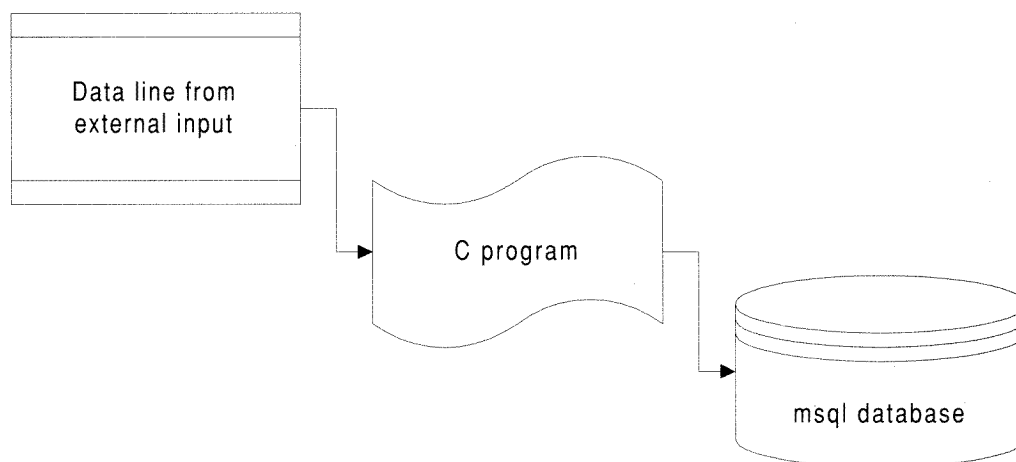 Data line from
external input
C program
msql database